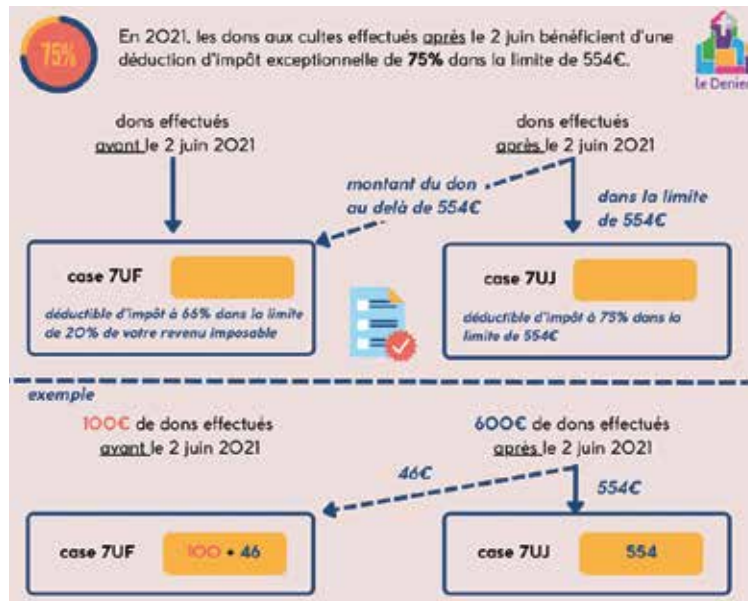 75%
En 2021, les dons aux cultes effectués après le 2 juin bénéficient d'une
déduction d'impôt exceptionnelle de 75% dans la limite de 554€.
le Denier
dons effectués
avant le 2 juin 2021
dons effectués
après le 2 juin 2021
montant du don
au delà de 554€
dans la limite
de 554€
case 7UF
déductible d'impôt à 66% dans la limite
de 20% de votre revenu imposable
case 7UJ
déductible d'impôt à 75% dans la
limite de 554€
exemple
100€ de dons effectués
avant le 2 juin 2021
600€ de dons effectués
après le 2 juin 2021
46€
554€
case 7UF
100 + 46
case 7UJ
554